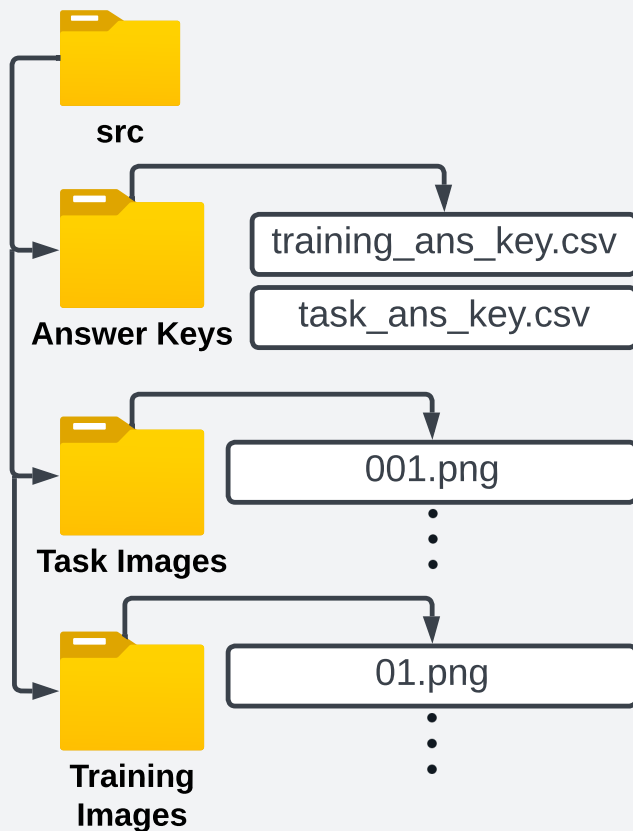 src
training_ans_key.csv
task_ans_key.csv
Answer Keys
001.png
Task Images
01.png
Training
Images